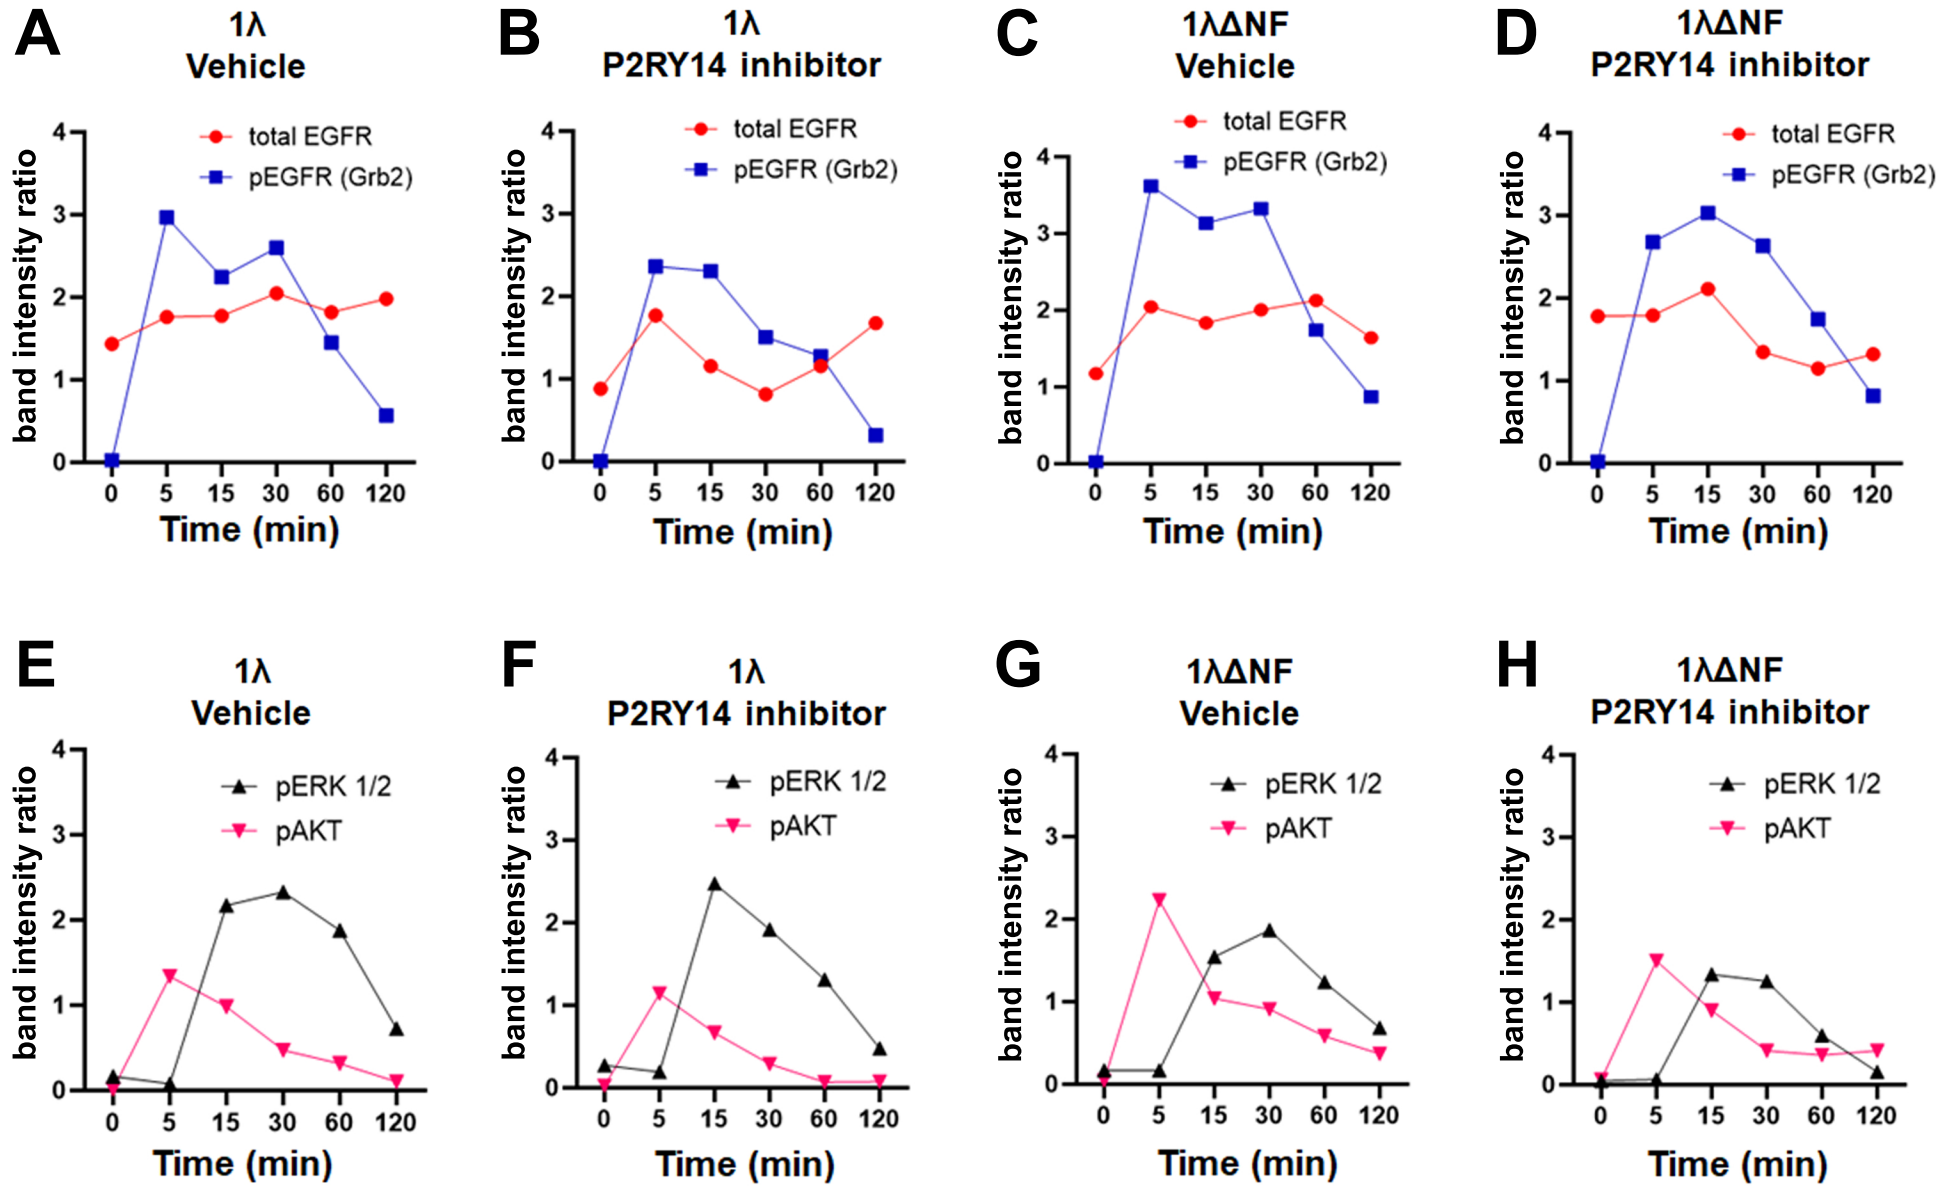 A
1λ
Vehicle
total EGFR
pEGFR (Grb2)
band intensity ratio
4
3
2
1
0
0 5 15 30 60 120
Time (min)
B
1λ
P2RY14 inhibitor
total EGFR
pEGFR (Grb2)
band intensity ratio
4
3
2
1
0
0 5 15 30 60 120
Time (min)
C
1λΔNF
Vehicle
total EGFR
pEGFR (Grb2)
band intensity ratio
4
3
2
1
0
0 5 15 30 60 120
Time (min)
D
1λΔNF
P2RY14 inhibitor
total EGFR
pEGFR (Grb2)
band intensity ratio
4
3
2
1
0
0 5 15 30 60 120
Time (min)
E
1λ
Vehicle
pERK 1/2
pAKT
band intensity ratio
4
3
2
1
0
0 5 15 30 60 120
Time (min)
F
1λ
P2RY14 inhibitor
pERK 1/2
pAKT
band intensity ratio
4
3
2
1
0
0 5 15 30 60 120
Time (min)
G
1λΔNF
Vehicle
pERK 1/2
pAKT
band intensity ratio
4
3
2
1
0
0 5 15 30 60 120
Time (min)
H
1λΔNF
P2RY14 inhibitor
pERK 1/2
pAKT
band intensity ratio
4
3
2
1
0
0 5 15 30 60 120
Time (min)